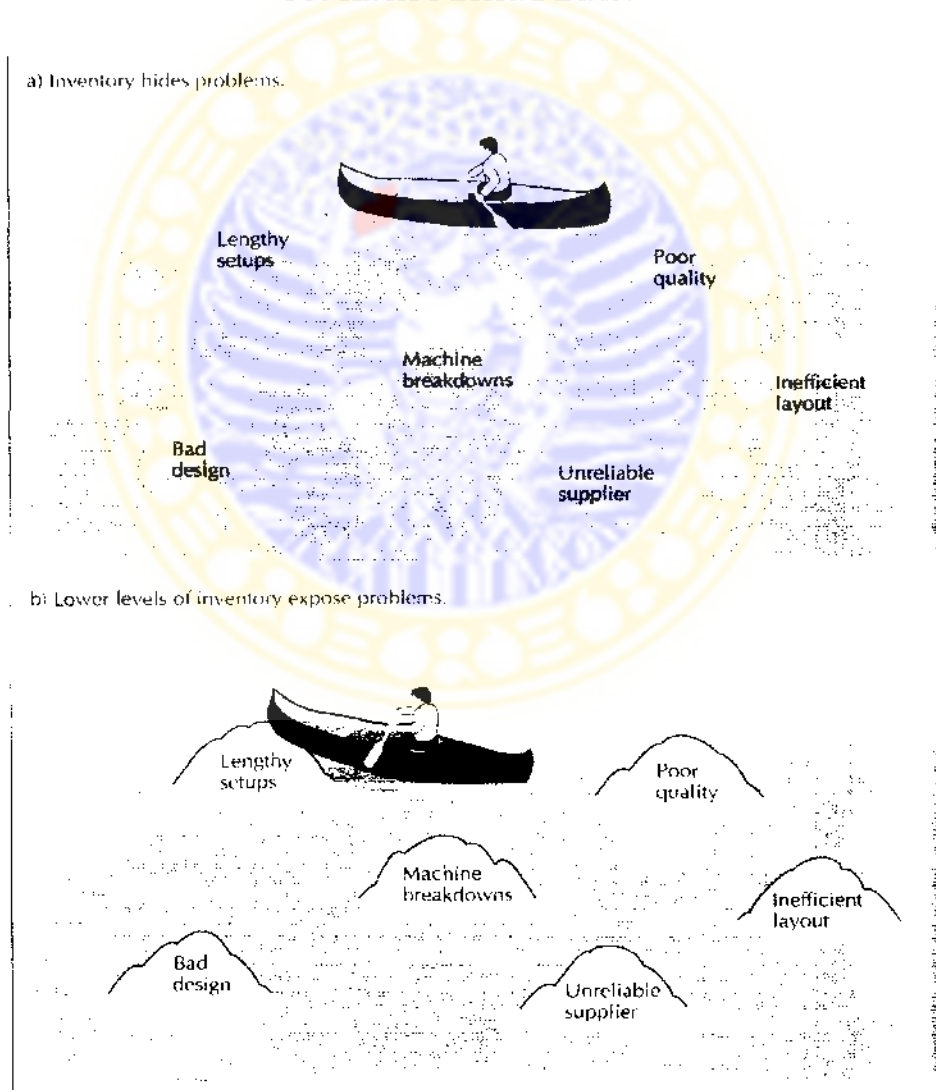 a) Inventory hides problems.
Lengthy
setups
Poor
quality
Machine
breakdowns
Inefficient
layout
Bad
design
Unreliable
supplier
b) Lower levels of inventory expose problems.
Lengthy
setups
Poor
quality
Machine
breakdowns
Inefficient
layout
Bad
design
Unreliable
supplier